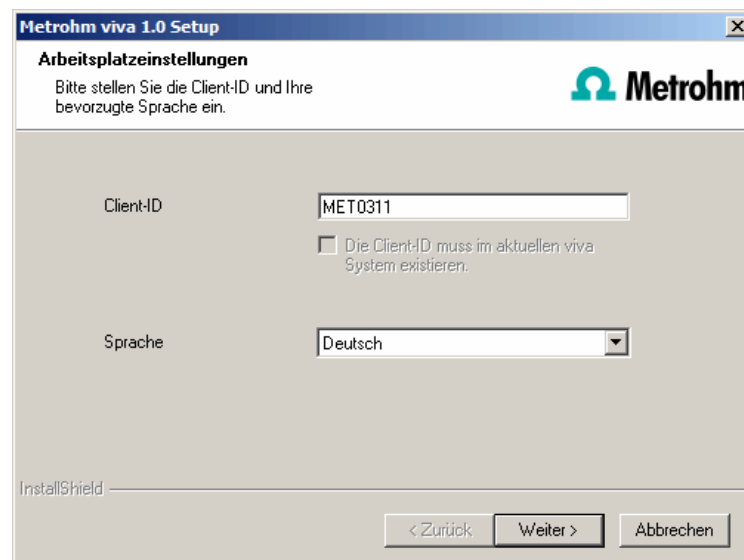 Metrohm viva 1.0 Setup
Arbeitsplatzeinstellungen
Bitte stellen Sie die Client-ID und Ihre
bevorzugte Sprache ein.
Metrohm
Client-ID
MET0311
Die Client-ID muss im aktuellen viva
System existieren.
Sprache
Deutsch
InstallShield
< Zurück
Weiter >
Abbrechen